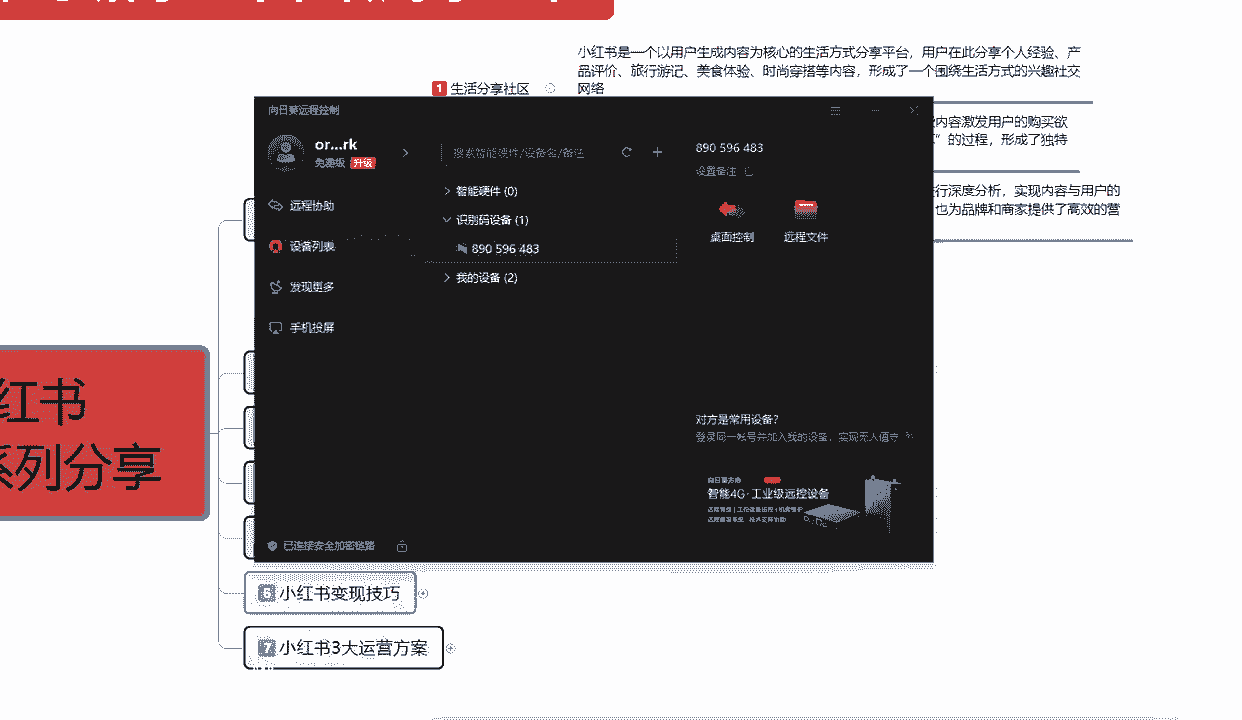 小红书是一个以用户生成内容为核心的生活方式分享平台，用户在此分享个人经验、产
品评价、旅行游记、美食体验、时尚穿搭等内容，形成了一个围绕生活方式的兴趣社交
网络
1 生活分享社区
内容激发用户的购买欲
”的过程，形成了独特
行深度分析，实现内容与用户的
也为品牌和商家提供了高效的营
向日葵远程控制
or...rk
免费版 升级
远程协助
设备列表
发现更多
手机投屏
已连接安全加密链路
搜索智能硬件/设备名/备注
智能硬件 (0)
识别码设备 (1)
890 596 483
我的设备 (2)
890 596 483
设置备注
桌面控制 远程文件
对方是常用设备?
登录同一账号并加入我的设备，实现无人值守
智能4G·工业级远控设备
红书
系列分享
6 小红书变现技巧
7 小红书3大运营方案